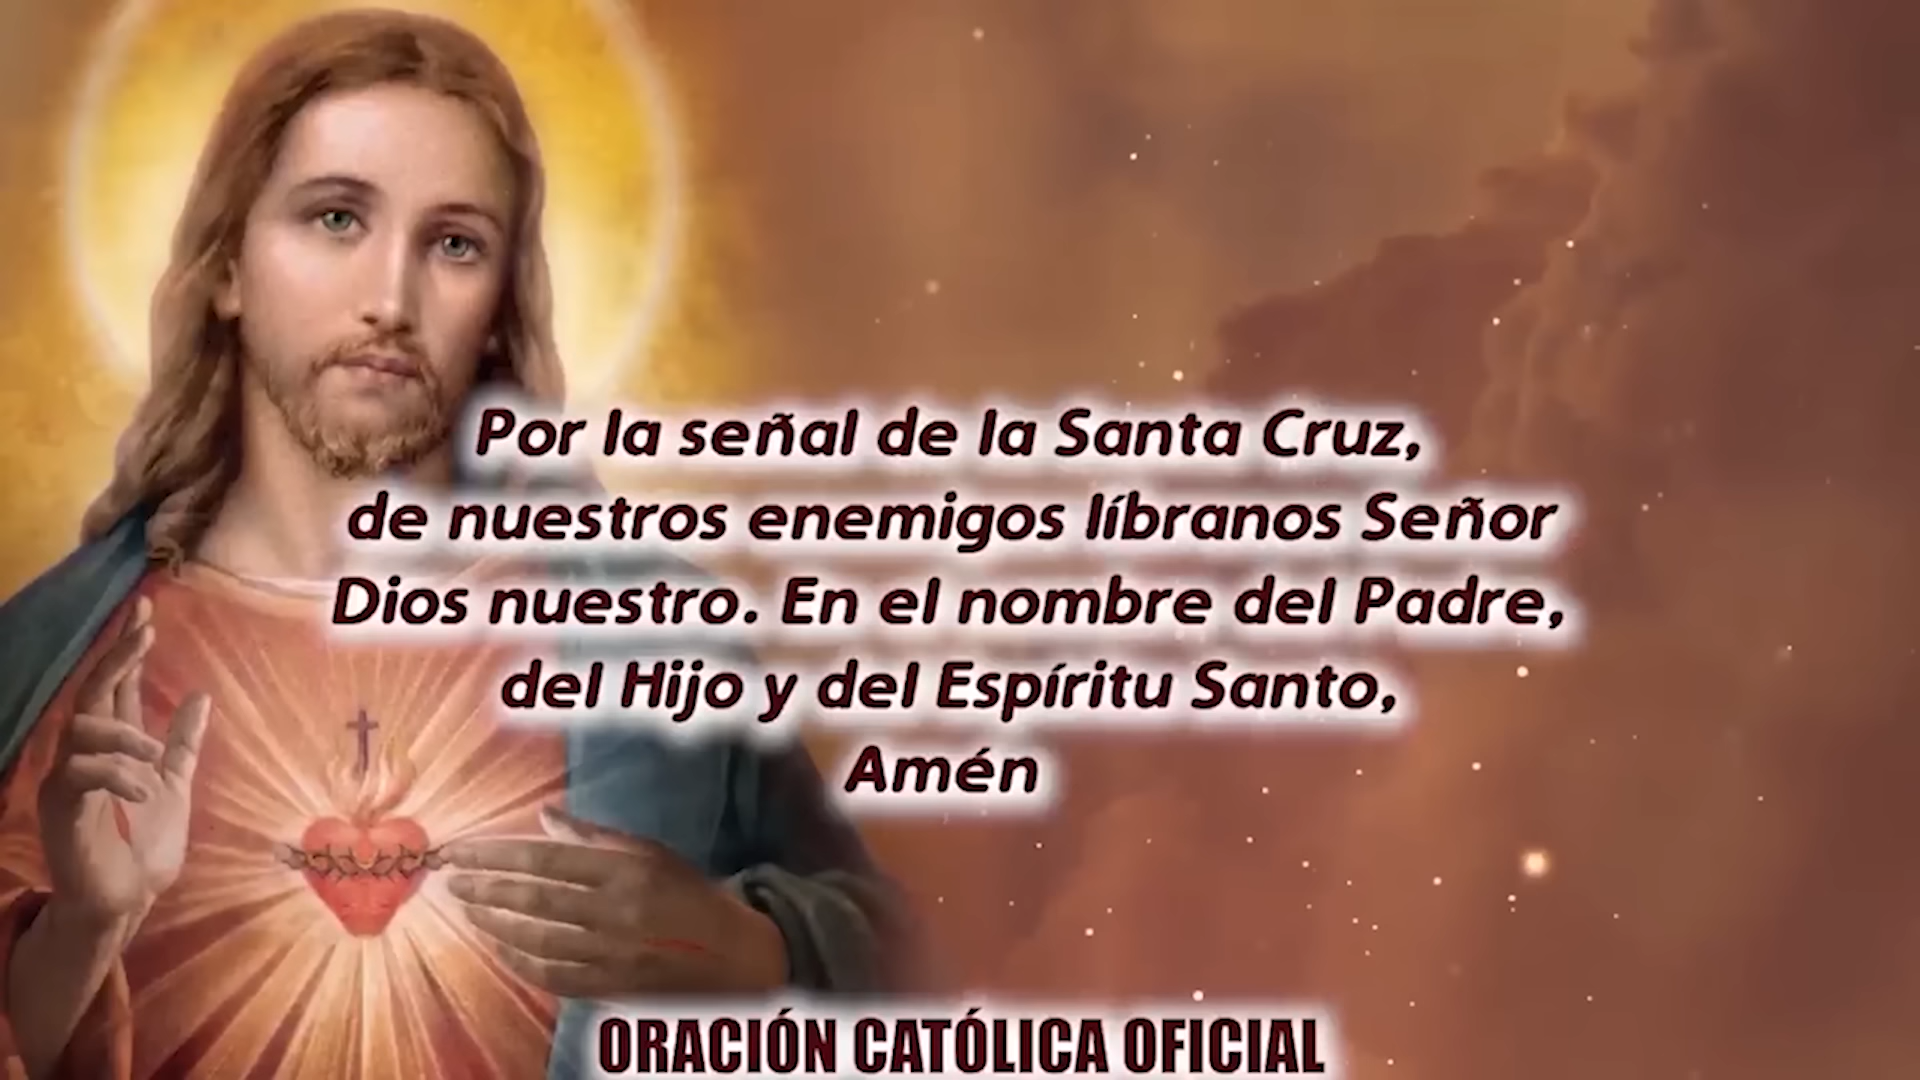 Por la señal de la Santa Cruz,
de nuestros enemigos líbranos Señor
Dios nuestro. En el nombre del Padre,
del Hijo y del Espíritu Santo,
Amén
ORACIÓN CATÓLICA OFICIAL